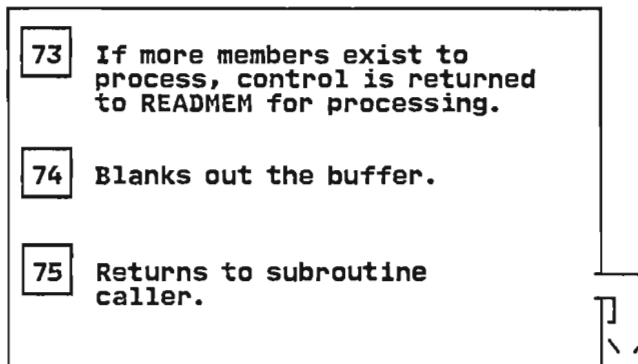 73 If more members exist to
process, control is returned
to READMEM for processing.
74 Blanks out the buffer.
75 Returns to subroutine
caller.